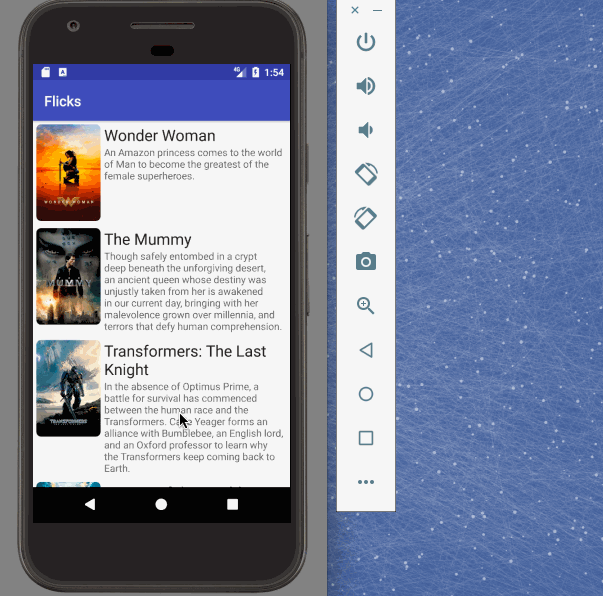 4G 1:54
Flicks
Wonder Woman
An Amazon princess comes to the world
of Man to become the greatest of the
female superheroes.
WONDER WOMAN
The Mummy
Though safely entombed in a crypt
deep beneath the unforgiving desert,
an ancient queen whose destiny was
unjustly taken from her is awakened
in our current day, bringing with her
malevolence grown over millennia, and
terrors that defy human comprehension.
MUMMY
Transformers: The Last
Knight
In the absence of Optimus Prime, a
battle for survival has commenced
between the human race and the
Transformers. Cade Yeager forms an
alliance with Bumblebee, an English lord,
and an Oxford professor to learn why
the Transformers keep coming back to
Earth.
TRANSFORMERS